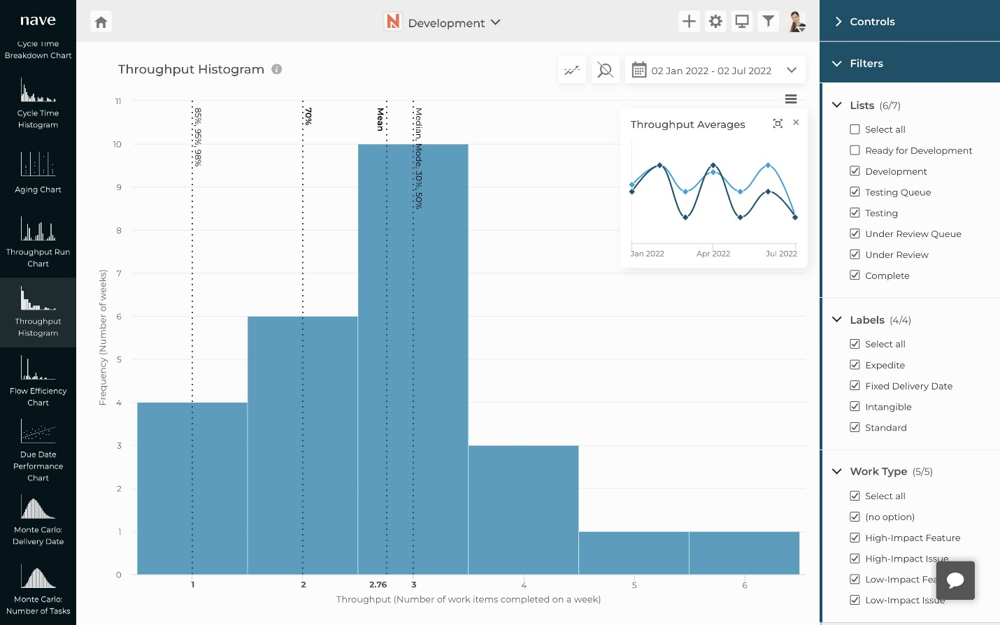 nave
Cycle Time
Breakdown Chart
Cycle Time
Histogram
Aging Chart
Throughput Run
Chart
Throughput
Histogram
Flow Efficiency
Chart
Due Date
Performance
Chart
Monte Carlo:
Delivery Date
Monte Carlo:
Number of Tasks
N Development
Throughput Histogram i
02 Jan 2022 - 02 Jul 2022
11
10
9
8
7
6
5
4
3
2
1
0
Frequency (Number of weeks)
85%, 95%, 98%
70%
Mean
Median, Mode, 30%, 50%
1
2
2.76
3
4
5
6
Throughput (Number of work items completed on a week)
Throughput Averages
Jan 2022
Apr 2022
Jul 2022
Controls
Filters
Lists (6/7)
Select all
Ready for Development
Development
Testing Queue
Testing
Under Review Queue
Under Review
Complete
Labels (4/4)
Select all
Expedite
Fixed Delivery Date
Intangible
Standard
Work Type (5/5)
Select all
(no option)
High-Impact Feature
High-Impact Issue
Low-Impact Fea
Low-Impact Issue